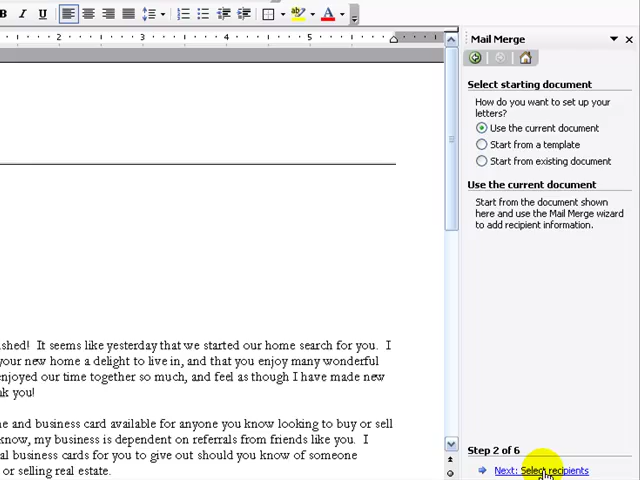 B I U
2 3 4 5
Mail Merge
Select starting document
How do you want to set up your
letters?
Use the current document
Start from a template
Start from existing document
Use the current document
Start from the document shown
here and use the Mail Merge wizard
to add recipient information.
shed! It seems like yesterday that we started our home search for you. I
your new home a delight to live in, and that you enjoy many wonderful
enjoyed our time together so much, and feel as though I have made new
nk you!
ne and business card available for anyone you know looking to buy or sell
know, my business is dependent on referrals from friends like you. I
al business cards for you to give out should you know of someone
or selling real estate.
Step 2 of 6
Next: Select recipients